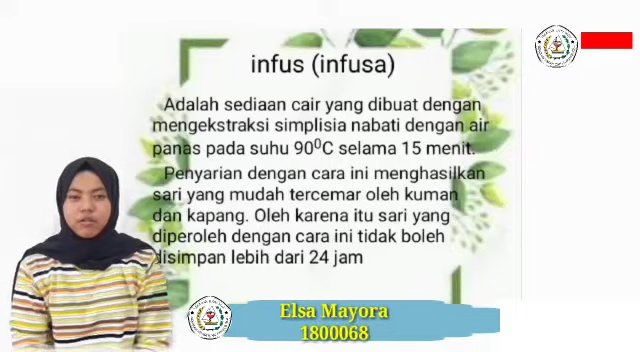 infus (infusa)
Adalah sediaan cair yang dibuat dengan
mengekstraksi simplisia nabati dengan air
panas pada suhu 90⁰C selama 15 menit.
Penyarian dengan cara ini menghasilkan
sari yang mudah tercemar oleh kuman
dan kapang. Oleh karena itu sari yang
diperoleh dengan cara ini tidak boleh
disimpan lebih dari 24 jam
Elsa Mayora
1800068